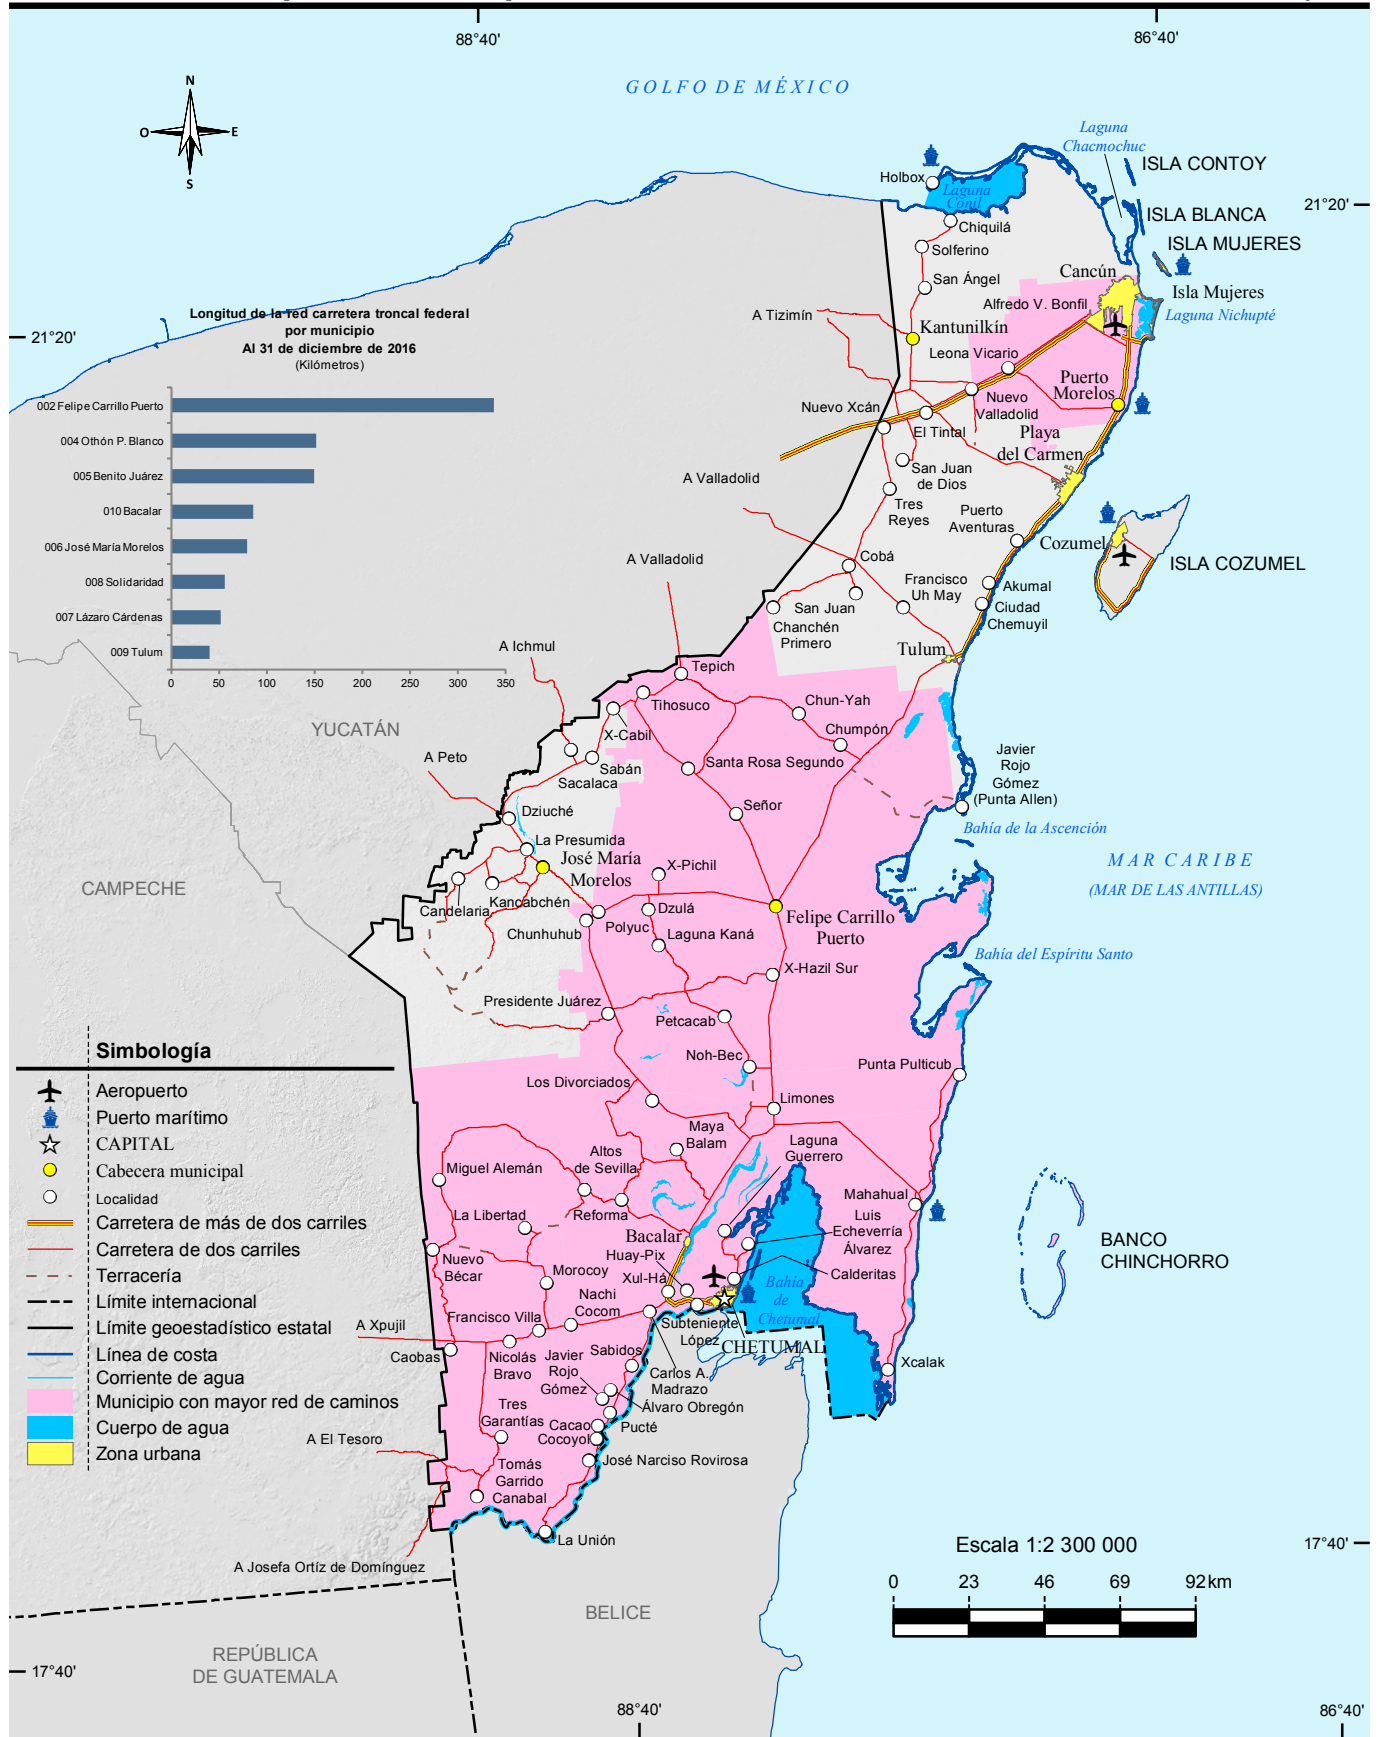 88°40'
86°40'
GOLFO DE MÉXICO
N
O
E
S
Laguna
Chacmochuc
ISLA CONTOY
Holbox
Laguna
Conil
21°20'
ISLA BLANCA
Chiquilá
ISLA MUJERES
Solferino
Cancún
San Ángel
Isla Mujeres
Alfredo V. Bonfil
Laguna Nichupté
A Tizimín
Kantunilkín
21°20'
Leona Vicario
Puerto
Morelos
Nuevo
Valladolid
Nuevo Xcán
El Tintal
Playa
del Carmen
San Juan
de Dios
A Valladolid
Tres
Reyes
Puerto
Aventuras
Cozumel
ISLA COZUMEL
Cobá
A Valladolid
Francisco
Uh May
Akumal
San Juan
Chanchén
Primero
Ciudad
Chemuyil
Tulum
Longitud de la red carretera troncal federal
por municipio
Al 31 de diciembre de 2016
(Kilómetros)
002 Felipe Carrillo Puerto
004 Othón P. Blanco
005 Benito Juárez
010 Bacalar
006 José María Morelos
008 Solidaridad
007 Lázaro Cárdenas
009 Tulum
0
50
100
150
200
250
300
350
A Ichmul
Tepich
Tihosuco
Chun-Yah
YUCATÁN
X-Cabil
Chumpón
A Peto
Sabán
Sacalaca
Santa Rosa Segundo
Javier
Rojo
Gómez
(Punta Allen)
Dziuché
Señor
Bahía de la Ascención
La Presumida
José María
Morelos
X-Pichil
MAR CARIBE
(MAR DE LAS ANTILLAS)
CAMPECHE
Kancabchén
Candelaria
Dzulá
Felipe Carrillo
Puerto
Chunhuhub
Polyuc
Laguna Kaná
Bahía del Espíritu Santo
X-Hazil Sur
Presidente Juárez
Petcacab
Noh-Bec
Punta Pulticub
Los Divorciados
Limones
Maya
Balam
Laguna
Guerrero
Altos
de Sevilla
Miguel Alemán
Mahahual
La Libertad
Reforma
Luis
Echeverría
Álvarez
Bacalar
Huay-Pix
BANCO
CHINCHORRO
Nuevo
Bécar
Morocoy
Xul-Há
Calderitas
Bahía
de
Chetumal
Nachi
Cocom
Francisco Villa
A Xpujil
Subteniente
López
CHETUMAL
Caobas
Nicolás
Bravo
Javier
Rojo
Gómez
Sabidos
Xcalak
Carlos A.
Madrazo
Álvaro Obregón
Tres
Garantías
Cacao
Pucté
Cocoyol
A El Tesoro
Tomás
Garrido
Canabal
José Narciso Rovirosa
La Unión
A Josefa Ortíz de Domínguez
Simbología
Aeropuerto
Puerto marítimo
CAPITAL
Cabecera municipal
Localidad
Carretera de más de dos carriles
Carretera de dos carriles
Terracería
Límite internacional
Límite geoestadístico estatal
Línea de costa
Corriente de agua
Municipio con mayor red de caminos
Cuerpo de agua
Zona urbana
Escala 1:2 300 000
0
23
46
69
92 km
17°40'
BELICE
REPÚBLICA
DE GUATEMALA
17°40'
88°40'
86°40'